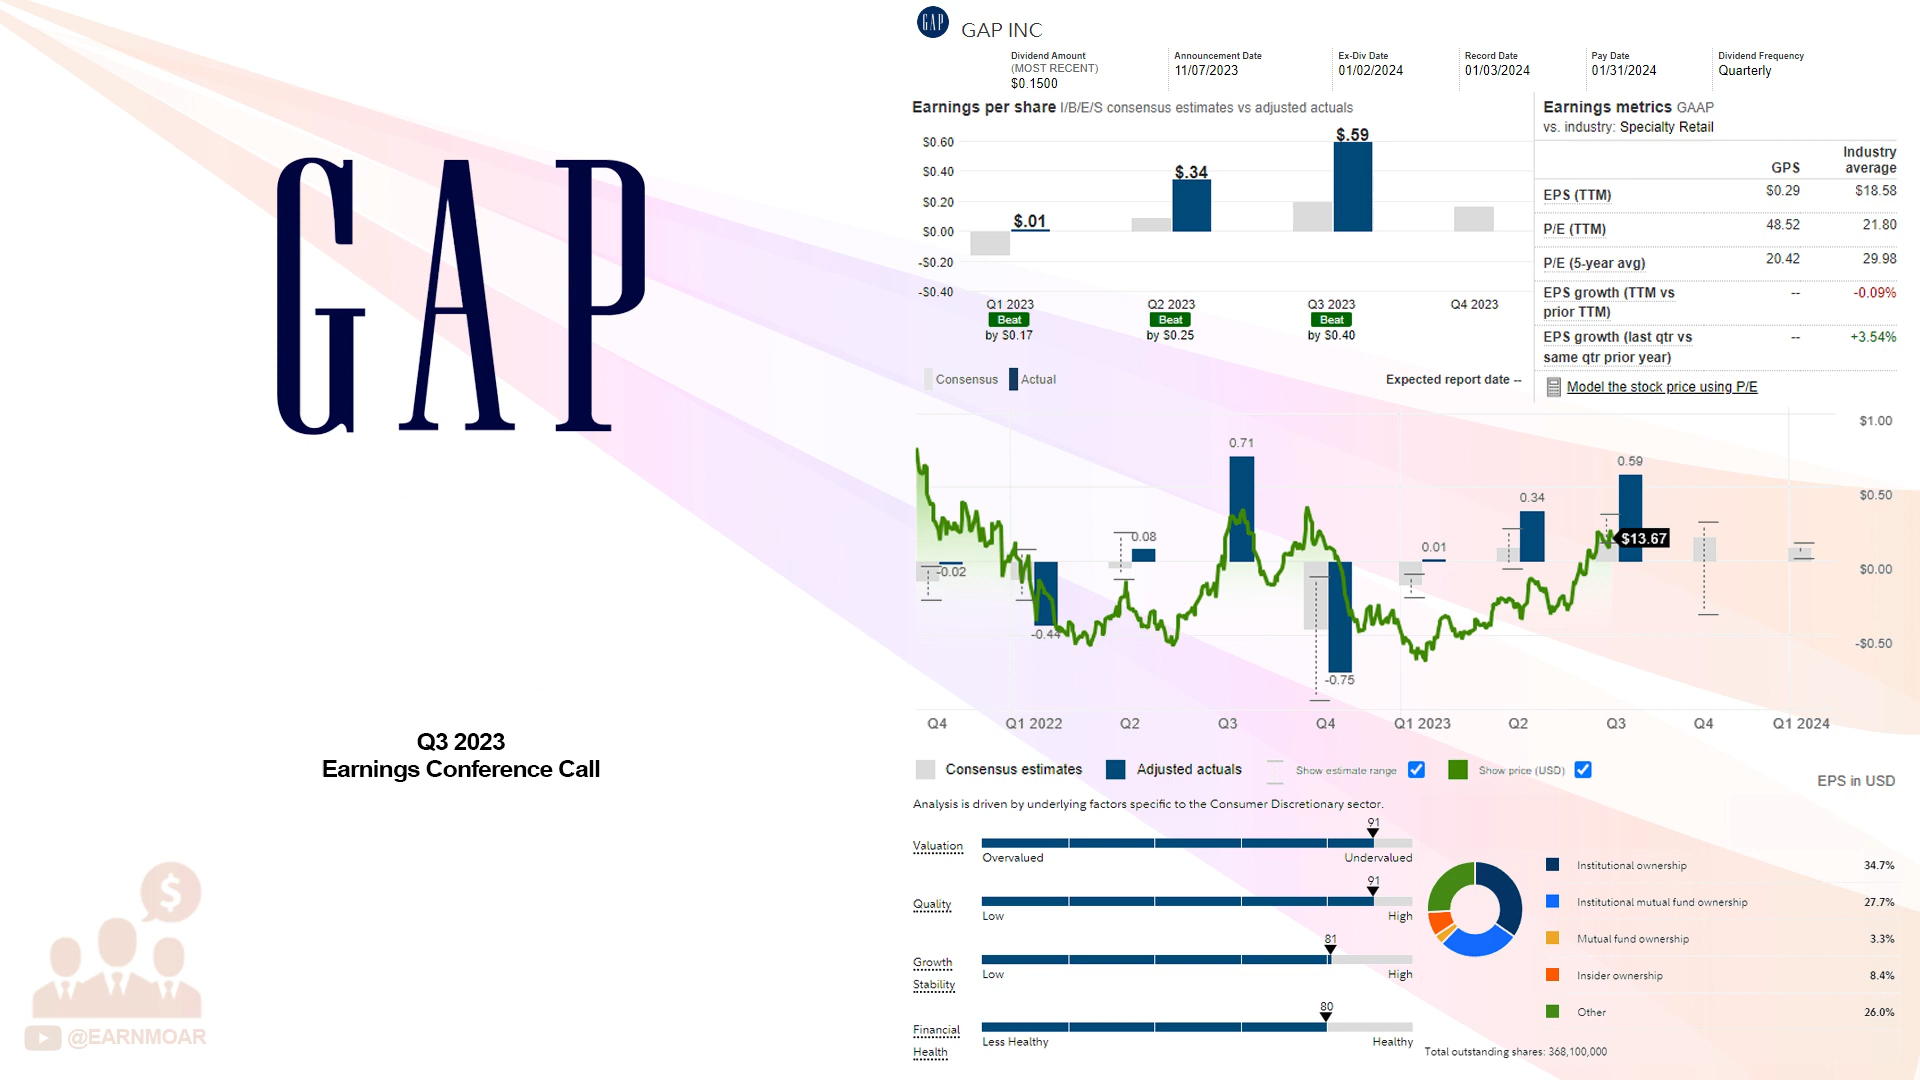 GAP
Q3 2023
Earnings Conference Call
@EARNMOAR
GAP
GAP INC
Dividend Amount
(MOST RECENT)
$0.1500
Announcement Date
11/07/2023
Ex-Div Date
01/02/2024
Record Date
01/03/2024
Pay Date
01/31/2024
Dividend Frequency
Quarterly
Earnings per share I/B/E/S consensus estimates vs adjusted actuals
$0.60
$0.40
$0.20
$0.00
-$0.20
-$0.40
$.01
$.34
$.59
Q1 2023
Beat
by $0.17
Q2 2023
Beat
by $0.25
Q3 2023
Beat
by $0.40
Q4 2023
Consensus Actual
Expected report date --
Earnings metrics GAAP
vs. industry: Specialty Retail
GPS
Industry
average
EPS (TTM) $0.29 $18.58
P/E (TTM) 48.52 21.80
P/E (5-year avg) 20.42 29.98
EPS growth (TTM vs
prior TTM) -- -0.09%
EPS growth (last qtr vs
same qtr prior year) -- +3.54%
Model the stock price using P/E
$1.00
$0.50
$0.00
-$0.50
-0.02
-0.44
0.08
0.71
-0.75
0.01
0.34
0.59
$13.67
Q4 Q1 2022 Q2 Q3 Q4 Q1 2023 Q2 Q3 Q4 Q1 2024
Consensus estimates Adjusted actuals Show estimate range Show price (USD)
EPS in USD
Analysis is driven by underlying factors specific to the Consumer Discretionary sector.
91
Valuation
Overvalued Undervalued
91
Quality
Low High
81
Growth
Stability
Low High
80
Financial
Health
Less Healthy Healthy
Institutional ownership 34.7%
Institutional mutual fund ownership 27.7%
Mutual fund ownership 3.3%
Insider ownership 8.4%
Other 26.0%
Total outstanding shares: 368,100,000